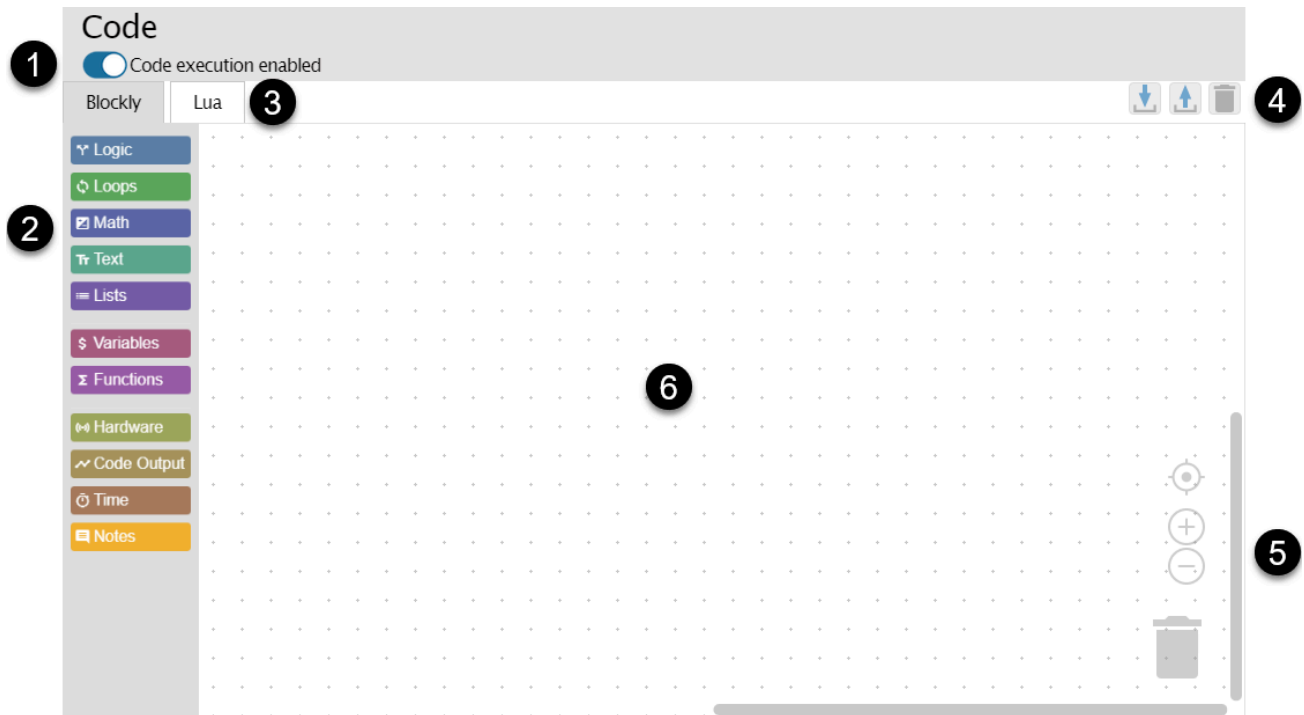 Code
1
Code execution enabled
Blockly
Lua
3
4
Logic
Loops
2
Math
Text
Lists
Variables
Functions
6
Hardware
Code Output
Time
Notes
5